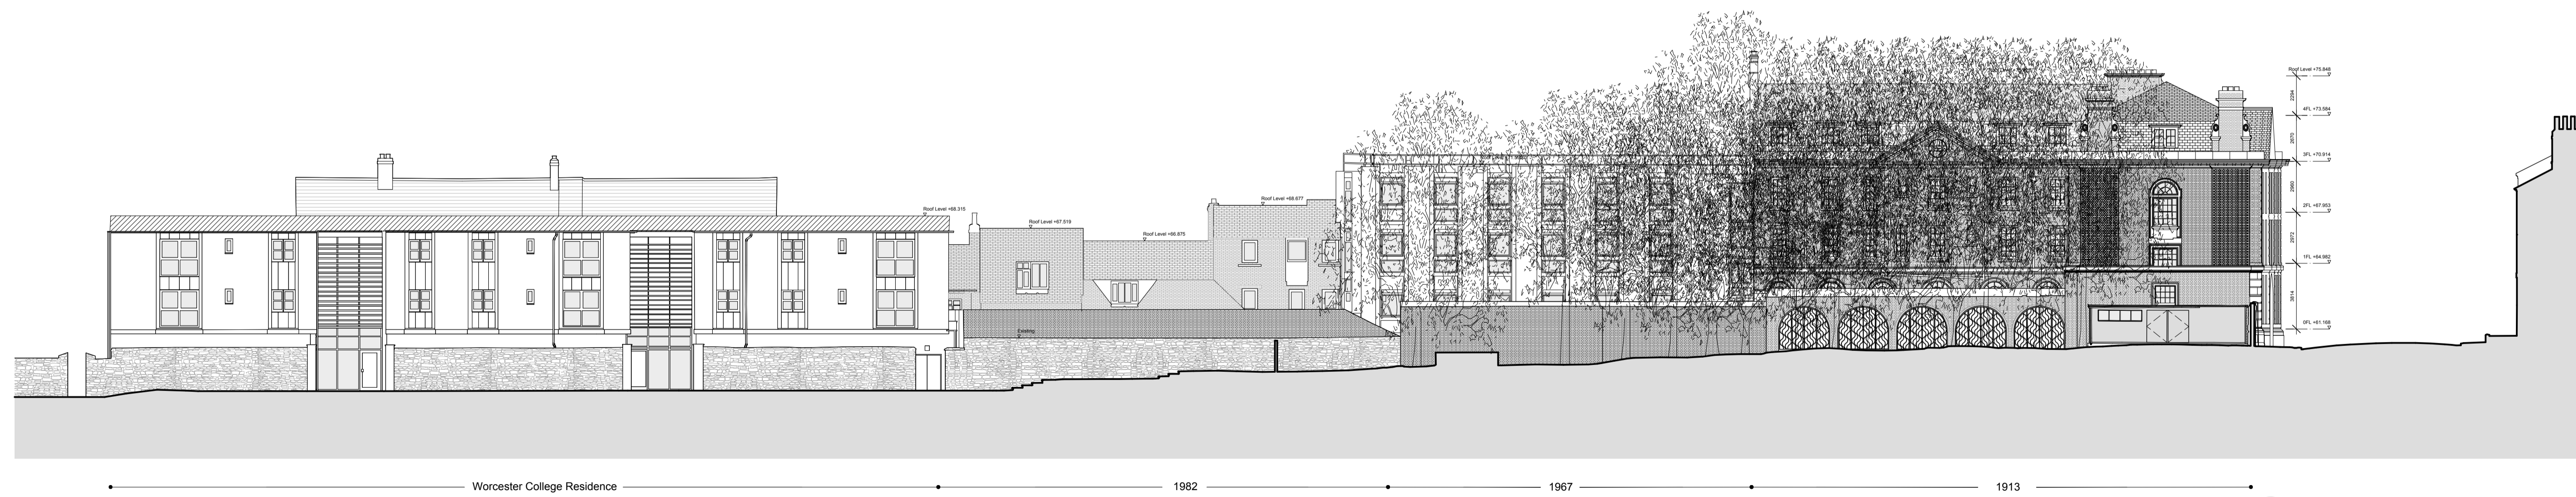 Roof Level +75.848
2294
4FL +73.584
2670
3FL +70.914
2960
2FL +67.953
2972
1FL +64.982
3814
0FL +61.168
Roof Level +68.315
Roof Level +67.519
Roof Level +66.875
Roof Level +68.677
Existing
Worcester College Residence
1982
1967
1913